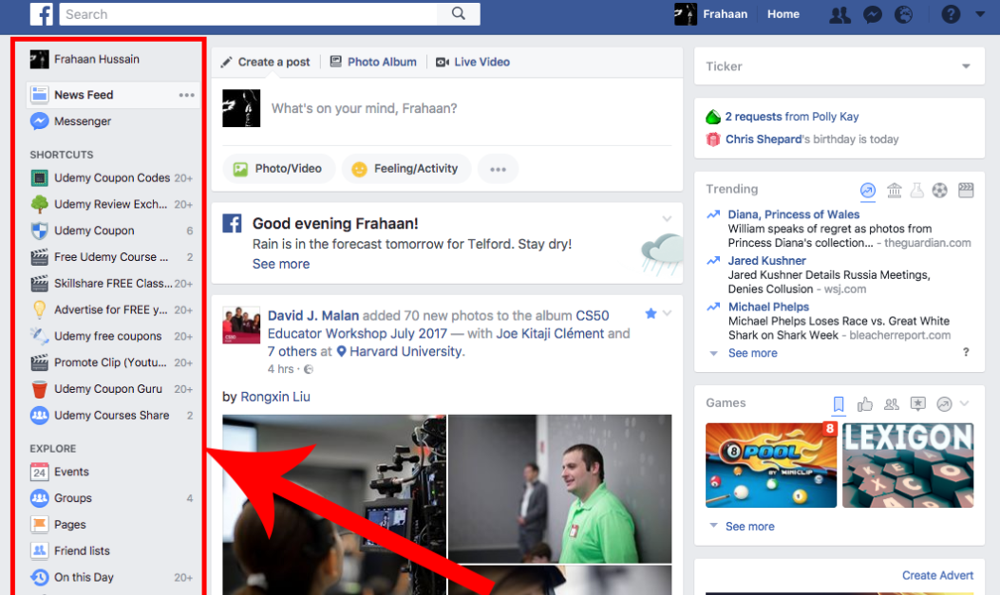 Search
Frahaan
Home
Frahaan Hussain
News Feed
Messenger
SHORTCUTS
Udemy Coupon Codes 20+
Udemy Review Exch... 20+
Udemy Coupon 6
Free Udemy Course ... 2
Skillshare FREE Class... 20+
Advertise for FREE y... 20+
Udemy free coupons 20+
Promote Clip (Youtu... 20+
Udemy Coupon Guru 20+
Udemy Courses Share 2
EXPLORE
24 Events
Groups 4
Pages
Friend lists
On this Day 20+
Create a post
Photo Album
Live Video
What's on your mind, Frahaan?
Photo/Video
Feeling/Activity
Good evening Frahaan!
Rain is in the forecast tomorrow for Telford. Stay dry!
See more
David J. Malan added 70 new photos to the album CS50
Educator Workshop July 2017 — with Joe Kitaji Clément and
7 others at Harvard University.
4 hrs ·
by Rongxin Liu
Ticker
2 requests from Polly Kay
Chris Shepard's birthday is today
Trending
Diana, Princess of Wales
William speaks of regret as photos from
Princess Diana's collection... - theguardian.com
Jared Kushner
Jared Kushner Details Russia Meetings,
Denies Collusion - wsj.com
Michael Phelps
Michael Phelps Loses Race vs. Great White
Shark on Shark Week - bleacherreport.com
See more ?
Games
8
8 POOL
BY MINICLIP
LEXIGON
See more
Create Advert